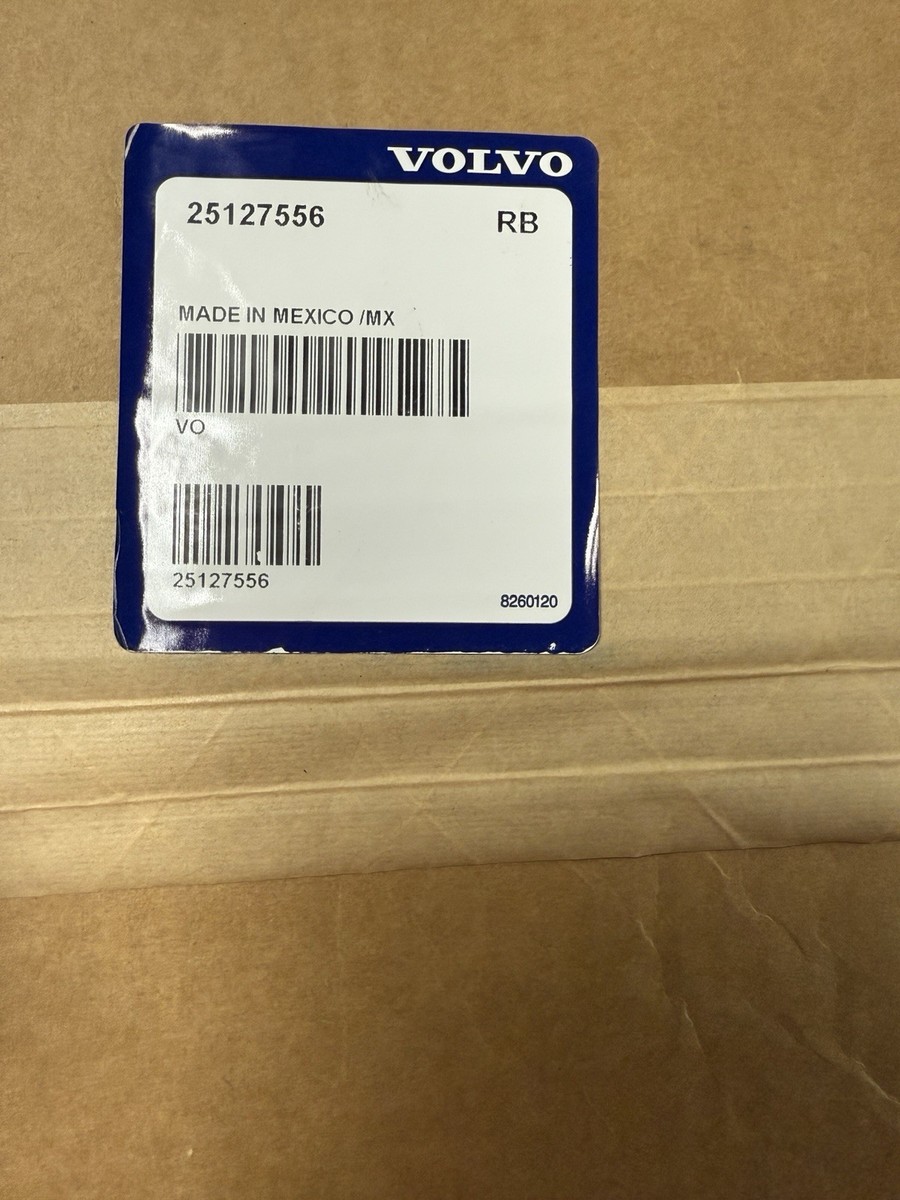 VOLVO
25127556 RB
MADE IN MEXICO /MX
VO
25127556
8260120